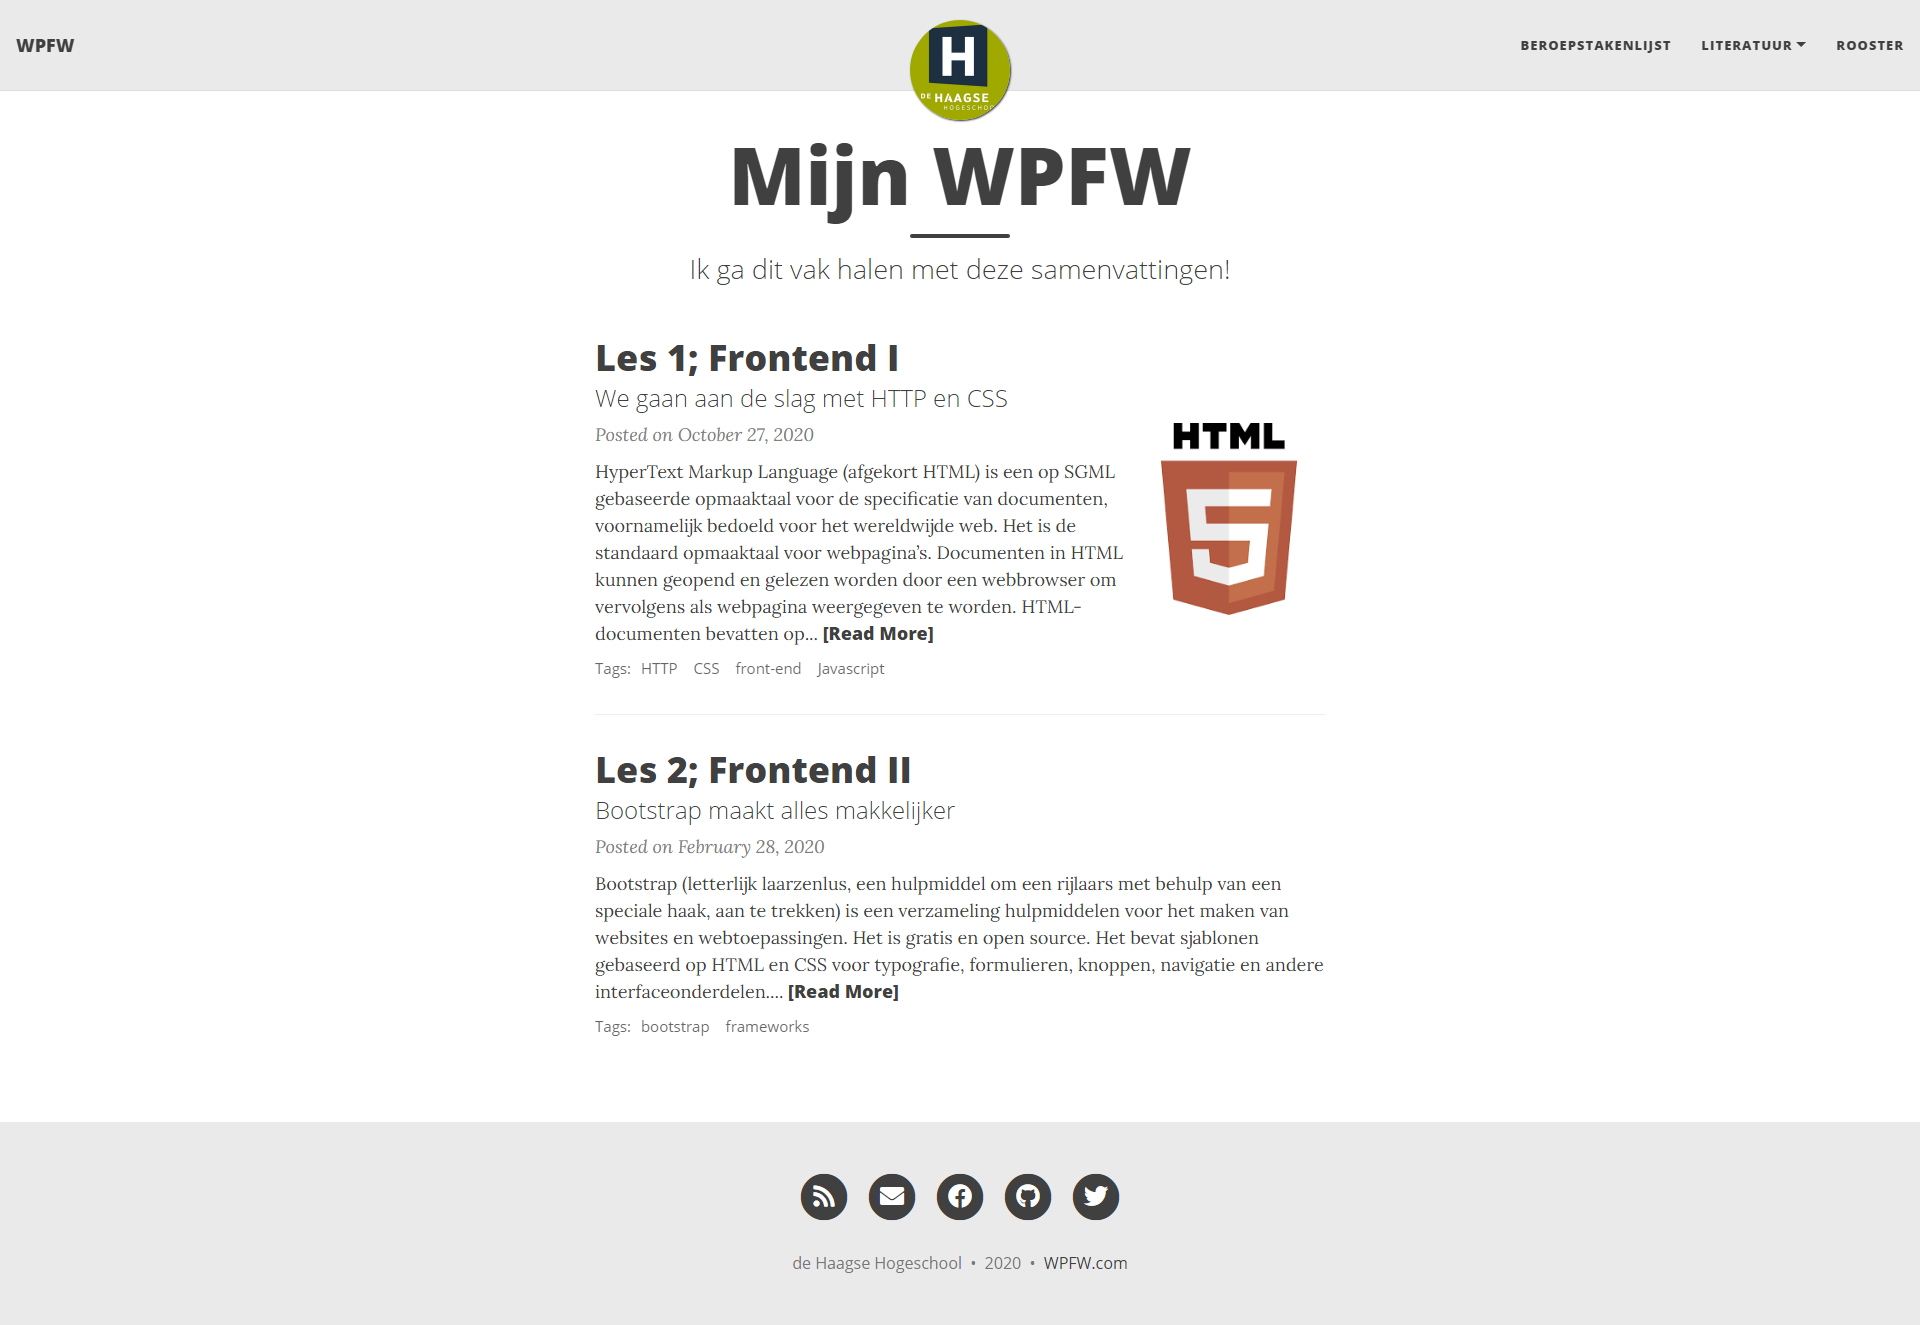 WPFW
BEROEPSTAKENLIJST LITERATUUR ROOSTER
H
DE HAAGSE
HOGESCHOO
Mijn WPFW
Ik ga dit vak halen met deze samenvattingen!
Les 1; Frontend I
We gaan aan de slag met HTTP en CSS
Posted on October 27, 2020
HyperText Markup Language (afgekort HTML) is een op SGML
gebaseerde opmaaktaal voor de specificatie van documenten,
voornamelijk bedoeld voor het wereldwijde web. Het is de
standaard opmaaktaal voor webpagina’s. Documenten in HTML
kunnen geopend en gelezen worden door een webbrowser om
vervolgens als webpagina weergegeven te worden. HTML-
documenten bevatten op... [Read More]
HTML
5
Tags: HTTP CSS front-end Javascript
Les 2; Frontend II
Bootstrap maakt alles makkelijker
Posted on February 28, 2020
Bootstrap (letterlijk laarzenlus, een hulpmiddel om een rijlaars met behulp van een
speciale haak, aan te trekken) is een verzameling hulpmiddelen voor het maken van
websites en webtoepassingen. Het is gratis en open source. Het bevat sjablonen
gebaseerd op HTML en CSS voor typografie, formulieren, knoppen, navigatie en andere
interfaceonderdelen.... [Read More]
Tags: bootstrap frameworks
de Haagse Hogeschool • 2020 • WPFW.com